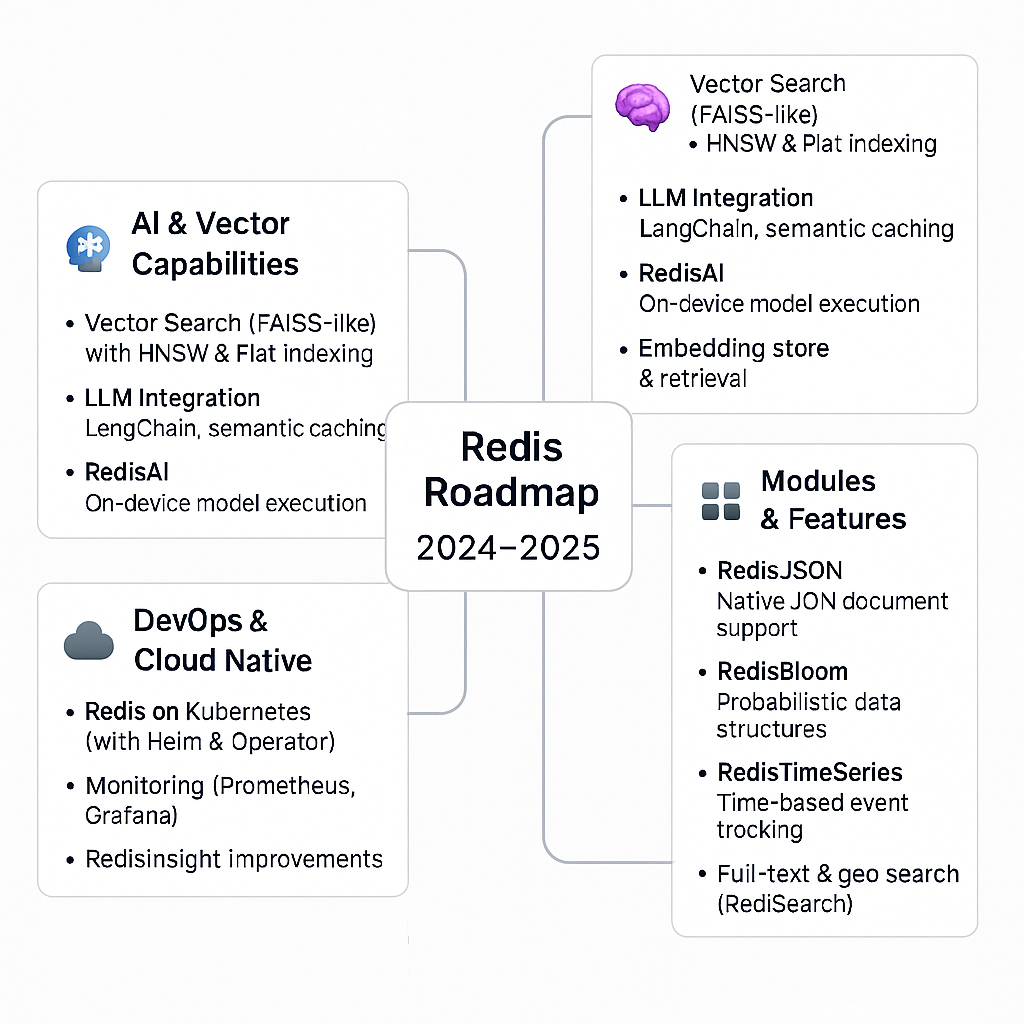 AI & Vector
Capabilities
• Vector Search (FAISS-ilke)
with HNSW & Flat indexing
• LLM Integration
LengChain, semantic caching
• RedisAI
On-device model execution
DevOps &
Cloud Native
• Redis on Kubernetes
(with Heim & Operator)
• Monitoring (Prometheus,
Grafana)
• Redisinsight improvements
Redis
Roadmap
2024–2025
Vector Search
(FAISS-like)
• HNSW & Plat indexing
• LLM Integration
LangChaln, semantic caching
• RedisAI
On-device model execution
• Embedding store
& retrieval
Modules
& Features
• RedisJSON
Native JON document
support
• RedisBloom
Probabilistic data
structures
• RedisTimeSeries
Time-based event
trocking
• Fuil-text & geo search
(RediSearch)